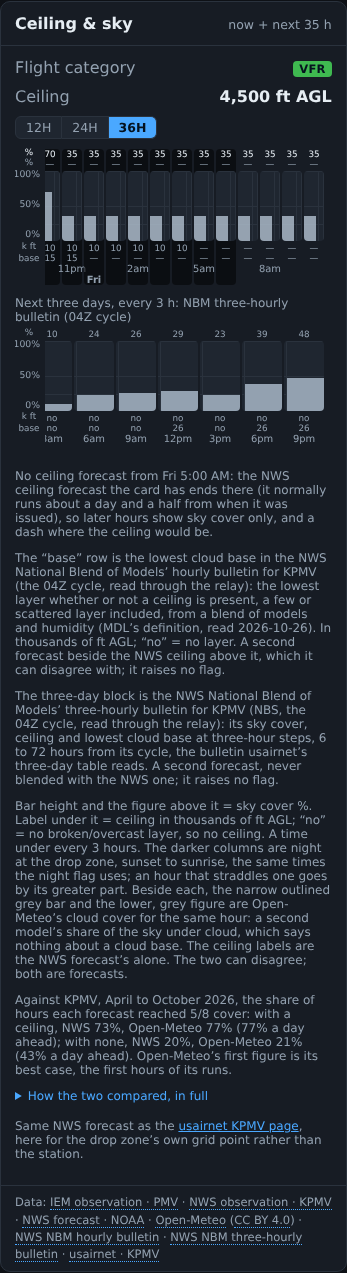 Ceiling & sky now + next 35 h
Flight category VFR
Ceiling 4,500 ft AGL
12H 24H 36H
% 70 35 35 35 35 35 35 35 35 35 35 35 35
% — — — — — — — — — — — — —
100%
50%
0%
k ft 10 10 10 10 10 10 10 — — — — — —
base 15 15 — — — — — — — — — — —
11pm 2am 5am 8am
Fri
Next three days, every 3 h: NBM three-hourly
bulletin (04Z cycle)
% 10 24 26 29 23 39 48
100%
50%
0%
k ft no no no no no no no
base no no no 26 no 26 26
am 6am 9am 12pm 3pm 6pm 9pm
No ceiling forecast from Fri 5:00 AM: the NWS
ceiling forecast the card has ends there (it normally
runs about a day and a half from when it was
issued), so later hours show sky cover only, and a
dash where the ceiling would be.
The “base” row is the lowest cloud base in the NWS
National Blend of Models’ hourly bulletin for KPMV
(the 04Z cycle, read through the relay): the lowest
layer whether or not a ceiling is present, a few or
scattered layer included, from a blend of models
and humidity (MDL’s definition, read 2026-10-26). In
thousands of ft AGL; “no” = no layer. A second
forecast beside the NWS ceiling above it, which it
can disagree with; it raises no flag.
The three-day block is the NWS National Blend of
Models’ three-hourly bulletin for KPMV (NBS, the
04Z cycle, read through the relay): its sky cover,
ceiling and lowest cloud base at three-hour steps, 6
to 72 hours from its cycle, the bulletin usairnet’s
three-day table reads. A second forecast, never
blended with the NWS one; it raises no flag.
Bar height and the figure above it = sky cover %.
Label under it = ceiling in thousands of ft AGL; “no”
= no broken/overcast layer, so no ceiling. A time
under every 3 hours. The darker columns are night
at the drop zone, sunset to sunrise, the same times
the night flag uses; an hour that straddles one goes
by its greater part. Beside each, the narrow outlined
grey bar and the lower, grey figure are Open-
Meteo’s cloud cover for the same hour: a second
model’s share of the sky under cloud, which says
nothing about a cloud base. The ceiling labels are
the NWS forecast’s alone. The two can disagree;
both are forecasts.
Against KPMV, April to October 2026, the share of
hours each forecast reached 5/8 cover: with a
ceiling, NWS 73%, Open-Meteo 77% (77% a day
ahead); with none, NWS 20%, Open-Meteo 21%
(43% a day ahead). Open-Meteo’s first figure is its
best case, the first hours of its runs.
▶ How the two compared, in full
Same NWS forecast as the usairnet KPMV page,
here for the drop zone’s own grid point rather than
the station.
Data: IEM observation · PMV · NWS observation · KPMV
· NWS forecast · NOAA · Open-Meteo (CC BY 4.0) ·
NWS NBM hourly bulletin · NWS NBM three-hourly
bulletin · usairnet · KPMV